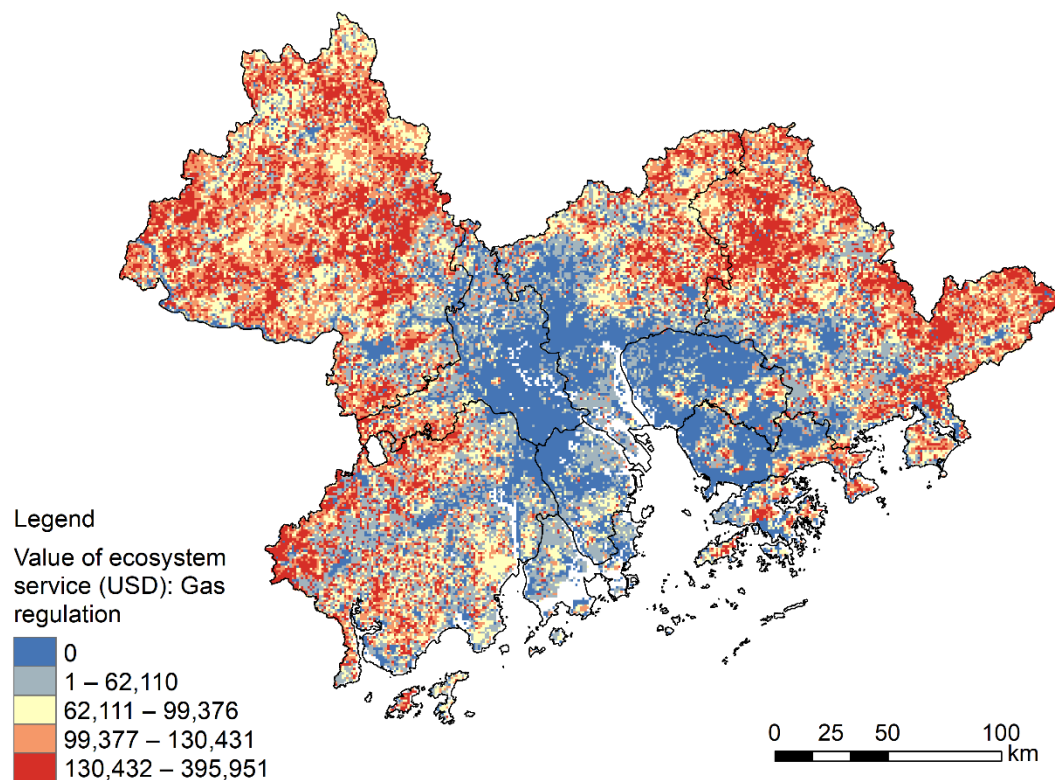 Legend
Value of ecosystem
service (USD): Gas
regulation
0
1 – 62,110
62,111 – 99,376
99,377 – 130,431
130,432 – 395,951
0 25 50 100
km